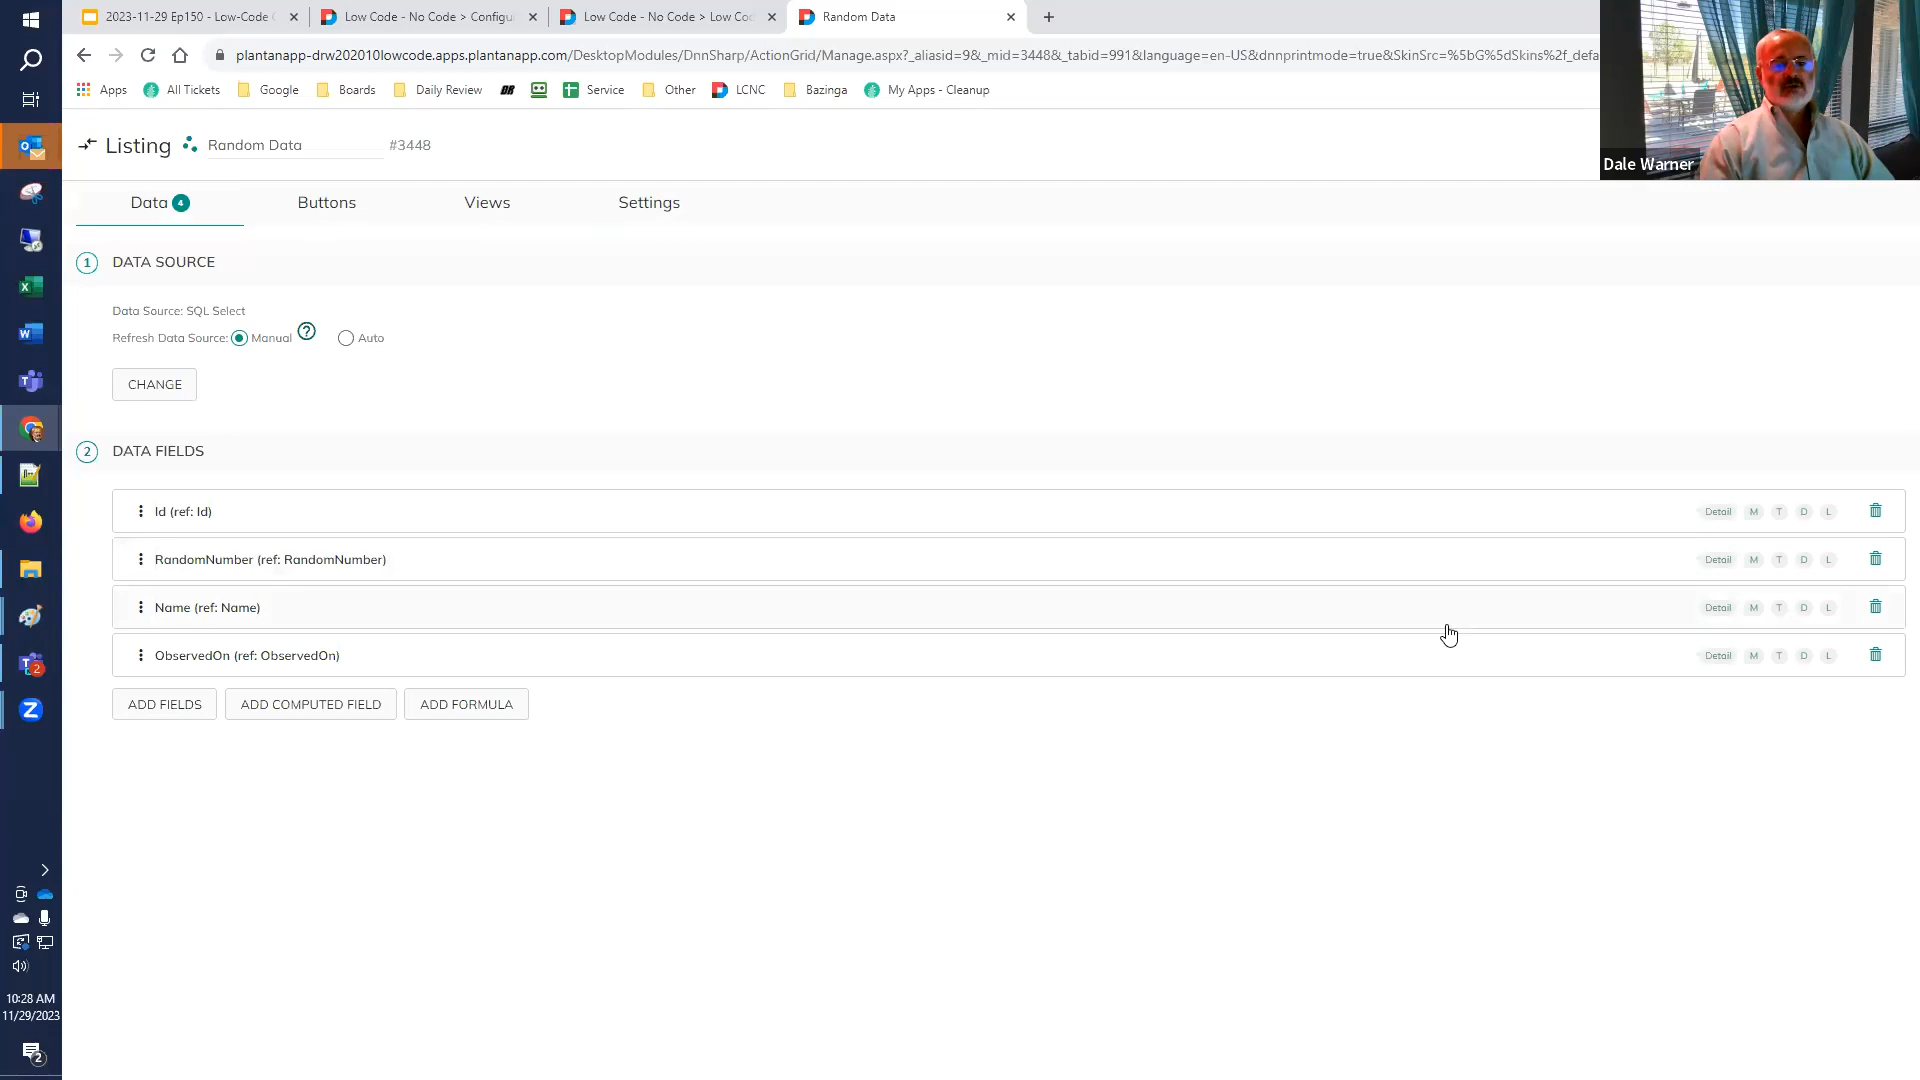 2023-11-29 Ep150 - Low-Code
Low Code - No Code > Configu
Low Code - No Code > Low Co
Random Data
plantanapp-drw202010lowcode.apps.plantanapp.com/DesktopModules/DnnSharp/ActionGrid/Manage.aspx?_aliasid=9&_mid=3448&_tabid=991&language=en-US&dnnprintmode=true&SkinSrc=%5bG%5dSkins%2f_defa
Apps
All Tickets
Google
Boards
Daily Review
Service
Other
LCNC
Bazinga
My Apps - Cleanup
Dale Warner
Listing
Random Data
#3448
Data 4
Buttons
Views
Settings
1 DATA SOURCE
Data Source: SQL Select
Refresh Data Source: Manual ? Auto
CHANGE
2 DATA FIELDS
Id (ref: Id) Detail M T D L
RandomNumber (ref: RandomNumber) Detail M T D L
Name (ref: Name) Detail M T D L
ObservedOn (ref: ObservedOn) Detail M T D L
ADD FIELDS
ADD COMPUTED FIELD
ADD FORMULA
2
10:28 AM
11/29/2023
2